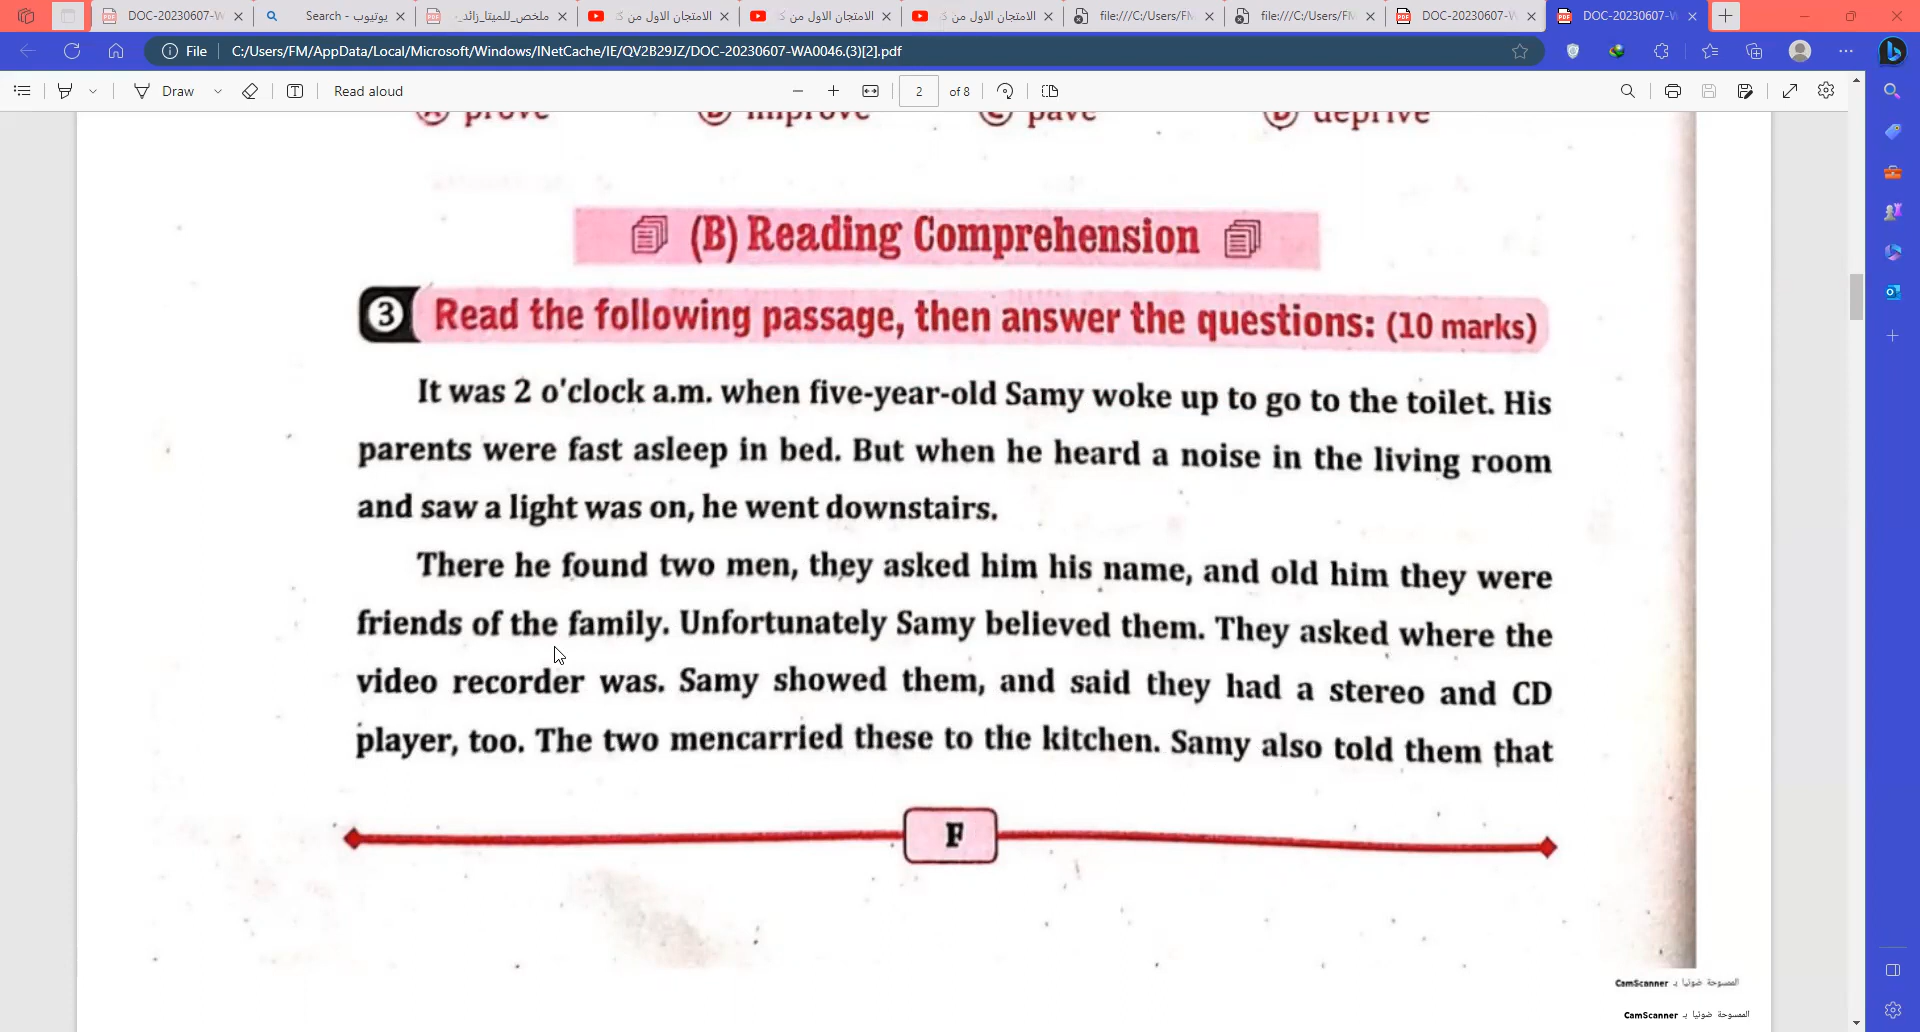 DOC-20230607-W
Search - يوتيوب
ملخص_للميتا_زائد_
الامتحان الاول من ك
الامتحان الاول من ك
الامتحان الاول من ك
file:///C:/Users/FM
file:///C:/Users/FM
DOC-20230607-W
DOC-20230607-W
File C:/Users/FM/AppData/Local/Microsoft/Windows/INetCache/IE/QV2B29JZ/DOC-20230607-WA0046.(3)[2].pdf
Draw Read aloud 2 of 8
A prove B improve C pave D deprive
(B) Reading Comprehension
3 Read the following passage, then answer the questions: (10 marks)
It was 2 o'clock a.m. when five-year-old Samy woke up to go to the toilet. His
parents were fast asleep in bed. But when he heard a noise in the living room
and saw a light was on, he went downstairs.
There he found two men, they asked him his name, and old him they were
friends of the family. Unfortunately Samy believed them. They asked where the
video recorder was. Samy showed them, and said they had a stereo and CD
player, too. The two mencarried these to the kitchen. Samy also told them that
F
الممسوحة ضوئيا بـ CamScanner
الممسوحة ضوئيا بـ CamScanner